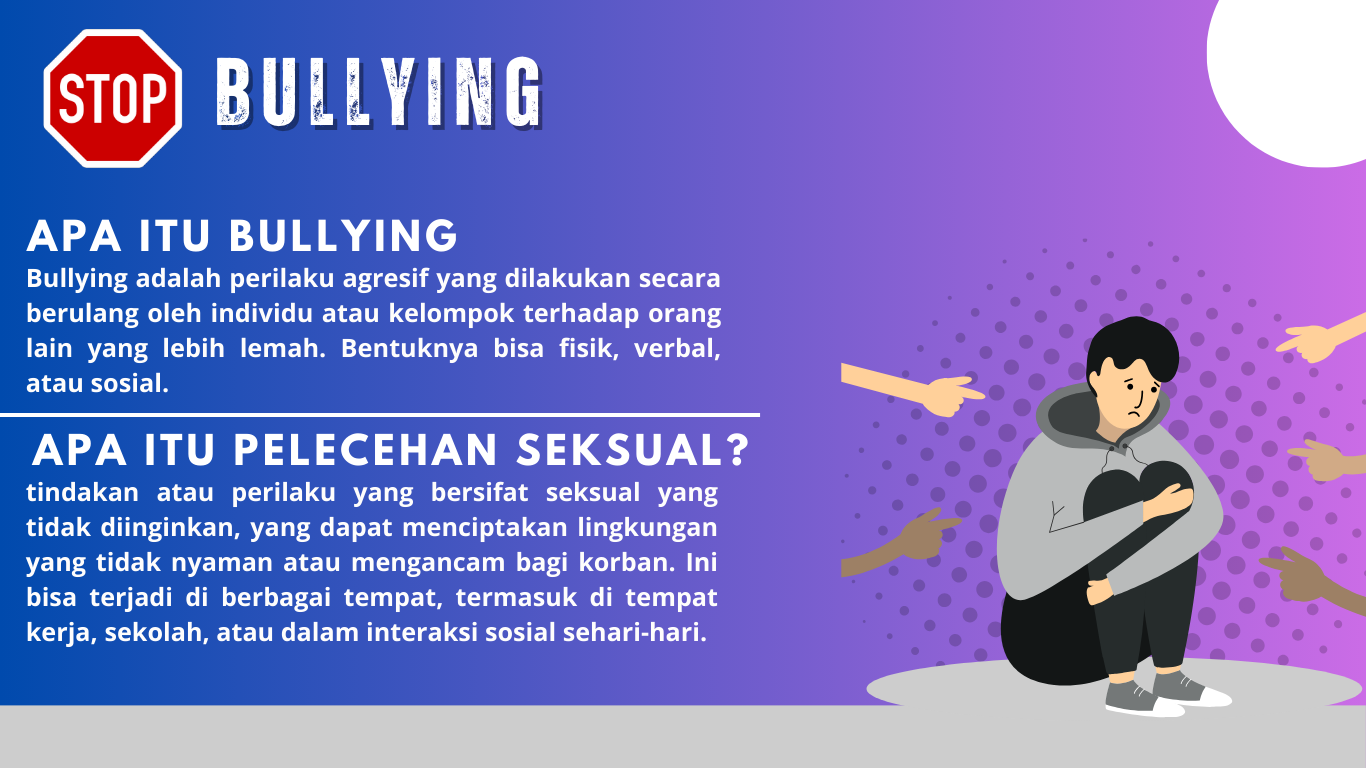 STOP BULLYING
APA ITU BULLYING
Bullying adalah perilaku agresif yang dilakukan secara
berulang oleh individu atau kelompok terhadap orang
lain yang lebih lemah. Bentuknya bisa fisik, verbal,
atau sosial.
APA ITU PELECEHAN SEKSUAL?
tindakan atau perilaku yang bersifat seksual yang
tidak diinginkan, yang dapat menciptakan lingkungan
yang tidak nyaman atau mengancam bagi korban. Ini
bisa terjadi di berbagai tempat, termasuk di tempat
kerja, sekolah, atau dalam interaksi sosial sehari-hari.